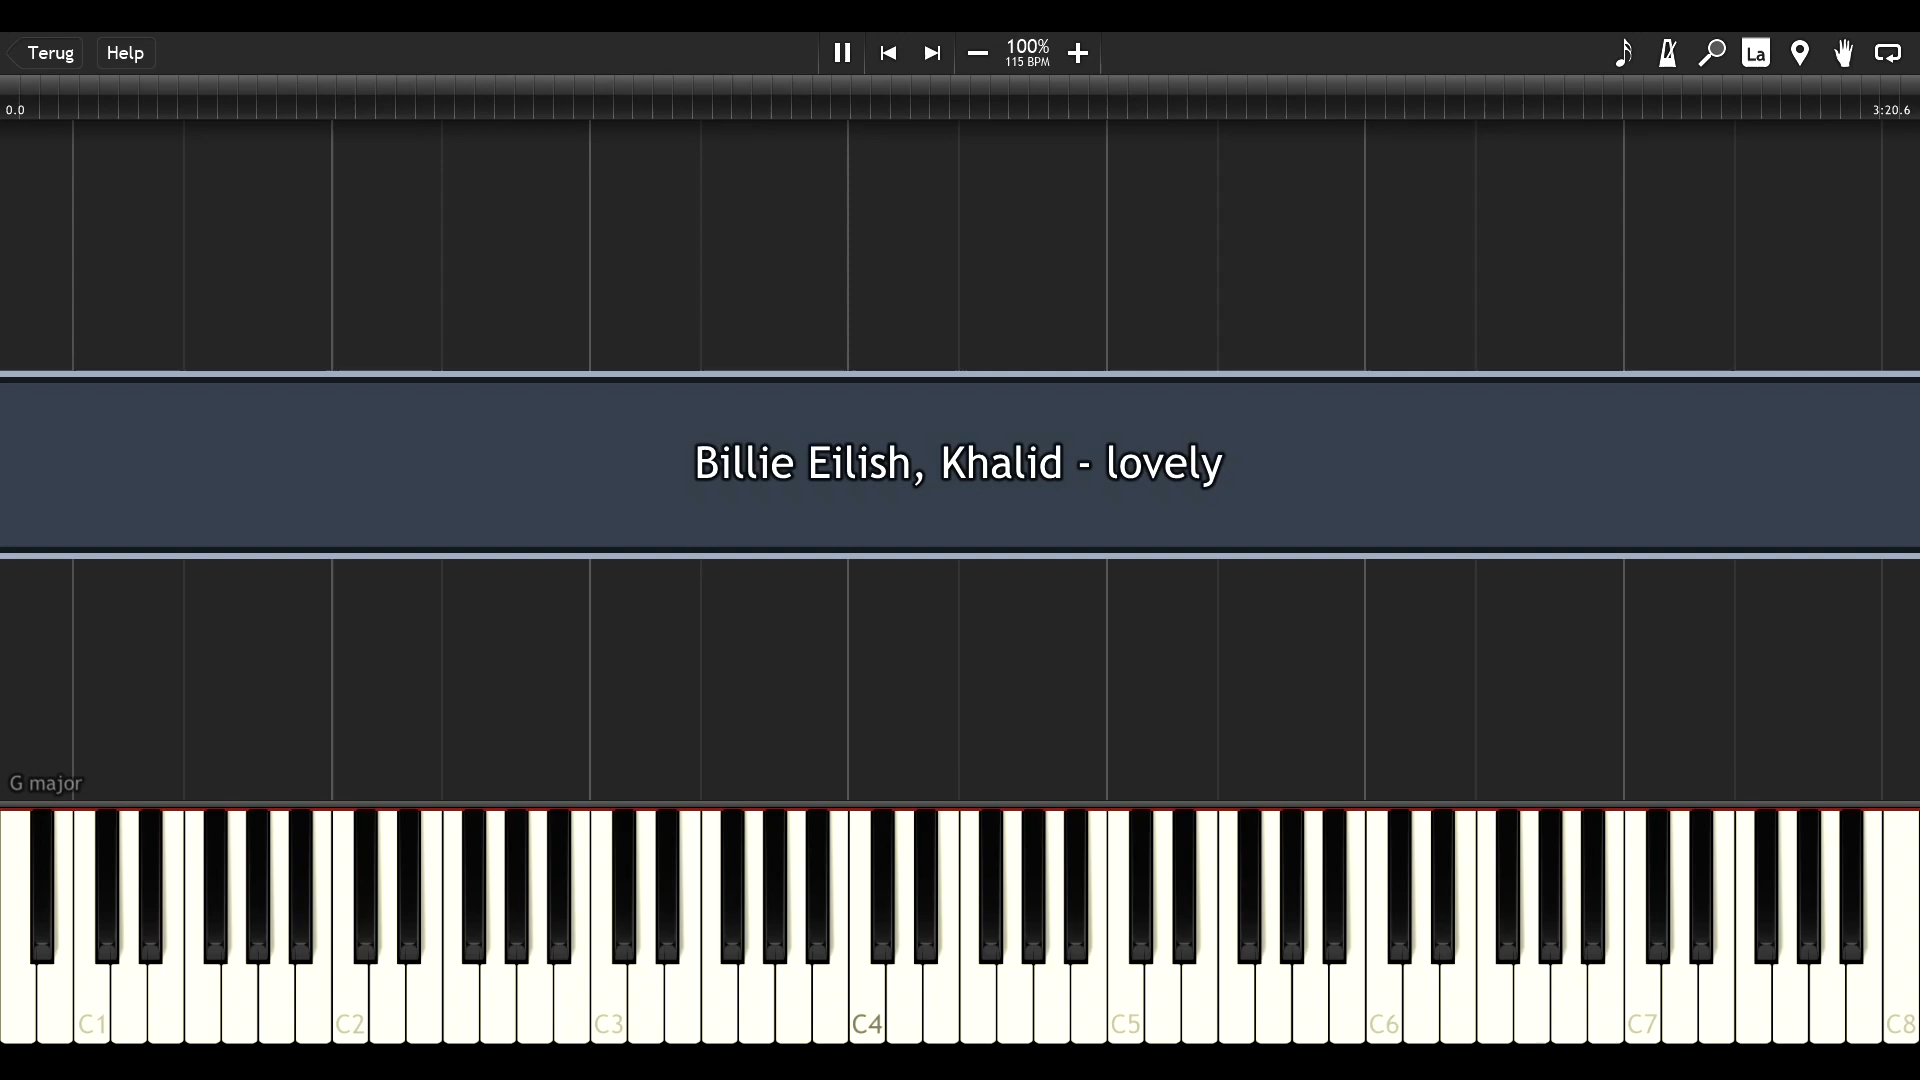 Terug Help 100% La
115 BPM
0.0 3:20.6
Billie Eilish, Khalid - lovely
G major
C1 C2 C3 C4 C5 C6 C7 C8